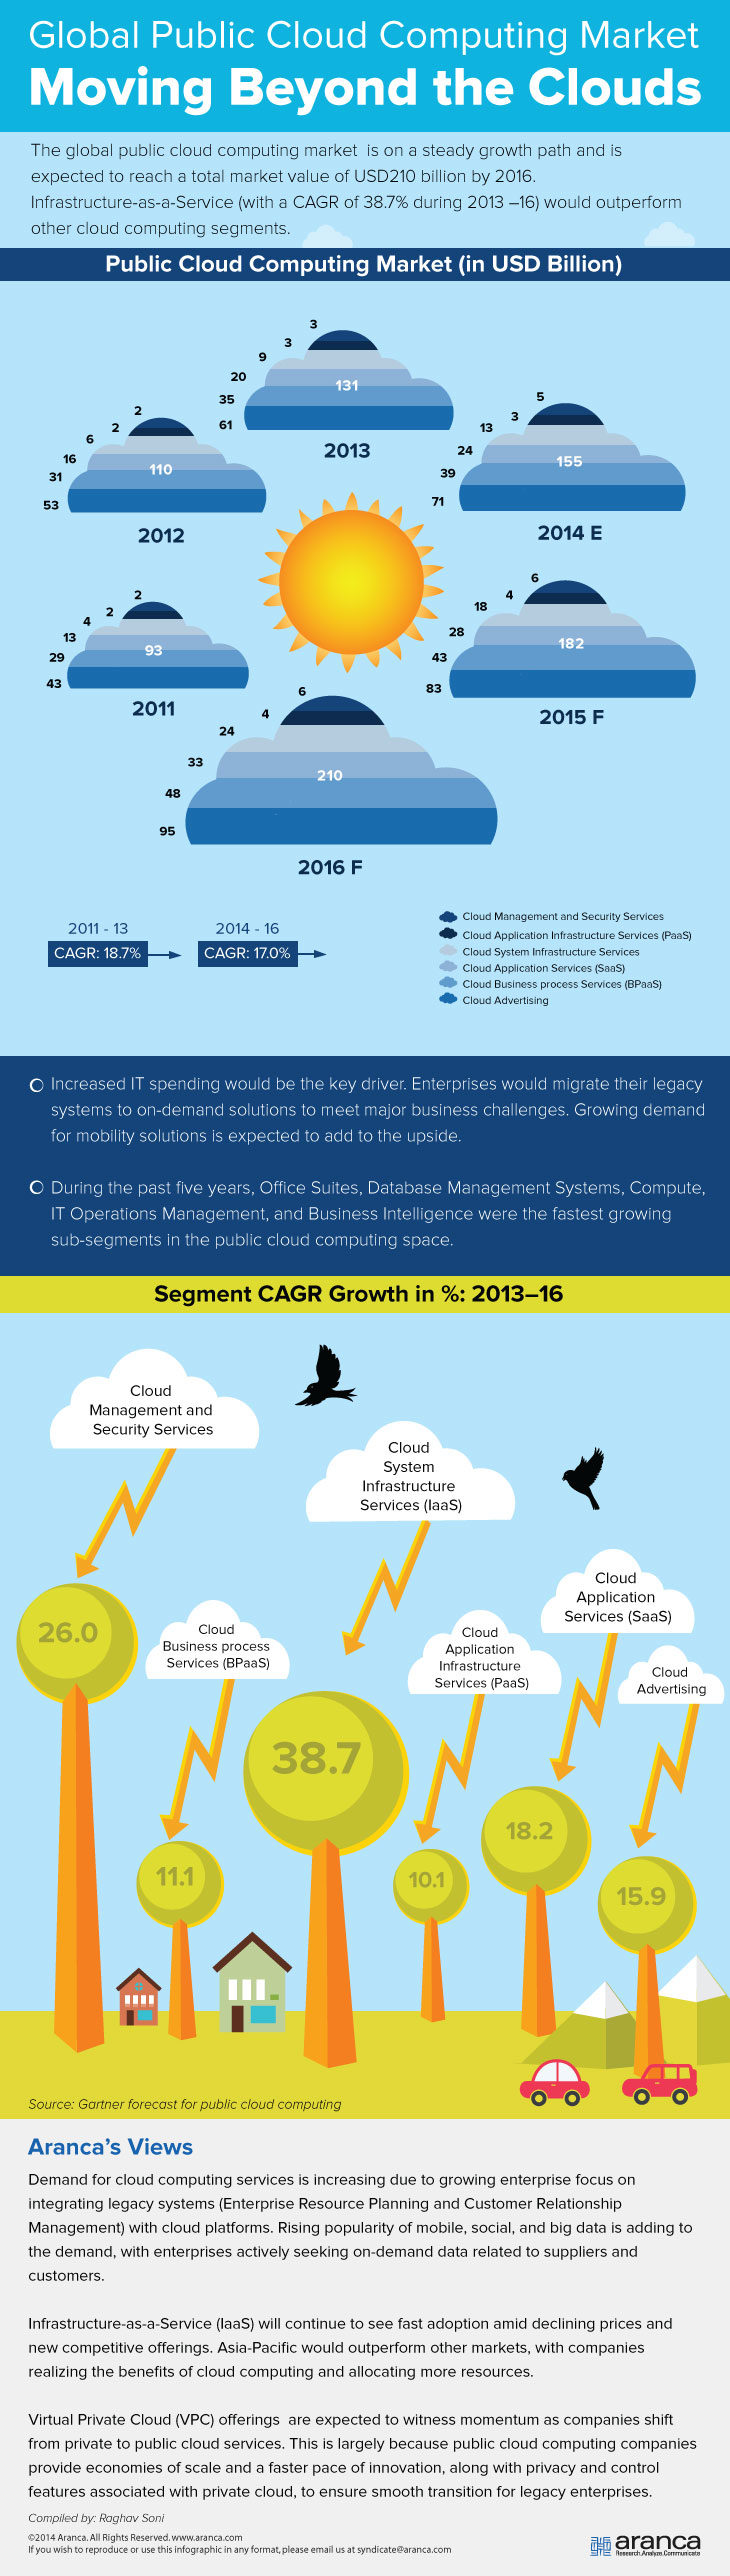 Global Public Cloud Computing Market
Moving Beyond the Clouds
The global public cloud computing market is on a steady growth path and is
expected to reach a total market value of USD210 billion by 2016.
Infrastructure-as-a-Service (with a CAGR of 38.7% during 2013 –16) would outperform
other cloud computing segments.
Public Cloud Computing Market (in USD Billion)
3
3
9
20
35
61
131
2013
2
2
6
16
31
53
110
2012
5
3
13
24
39
71
155
2014 E
2
2
4
13
29
43
93
2011
6
4
18
28
43
83
182
2015 F
6
4
24
33
48
95
210
2016 F
2011 - 13
CAGR: 18.7%
2014 - 16
CAGR: 17.0%
Cloud Management and Security Services
Cloud Application Infrastructure Services (PaaS)
Cloud System Infrastructure Services
Cloud Application Services (SaaS)
Cloud Business process Services (BPaaS)
Cloud Advertising
Increased IT spending would be the key driver. Enterprises would migrate their legacy
systems to on-demand solutions to meet major business challenges. Growing demand
for mobility solutions is expected to add to the upside.
During the past five years, Office Suites, Database Management Systems, Compute,
IT Operations Management, and Business Intelligence were the fastest growing
sub-segments in the public cloud computing space.
Segment CAGR Growth in %: 2013–16
Cloud
Management and
Security Services
Cloud
System
Infrastructure
Services (IaaS)
Cloud
Application
Services (SaaS)
Cloud
Business process
Services (BPaaS)
Cloud
Application
Infrastructure
Services (PaaS)
Cloud
Advertising
26.0
11.1
38.7
10.1
18.2
15.9
Source: Gartner forecast for public cloud computing
Aranca's Views
Demand for cloud computing services is increasing due to growing enterprise focus on
integrating legacy systems (Enterprise Resource Planning and Customer Relationship
Management) with cloud platforms. Rising popularity of mobile, social, and big data is adding to
the demand, with enterprises actively seeking on-demand data related to suppliers and
customers.
Infrastructure-as-a-Service (IaaS) will continue to see fast adoption amid declining prices and
new competitive offerings. Asia-Pacific would outperform other markets, with companies
realizing the benefits of cloud computing and allocating more resources.
Virtual Private Cloud (VPC) offerings are expected to witness momentum as companies shift
from private to public cloud services. This is largely because public cloud computing companies
provide economies of scale and a faster pace of innovation, along with privacy and control
features associated with private cloud, to ensure smooth transition for legacy enterprises.
Compiled by: Raghav Soni
©2014 Aranca. All Rights Reserved. www.aranca.com
If you wish to reproduce or use this infographic in any format, please email us at syndicate@aranca.com
aranca
Research.Analyze.Communicate